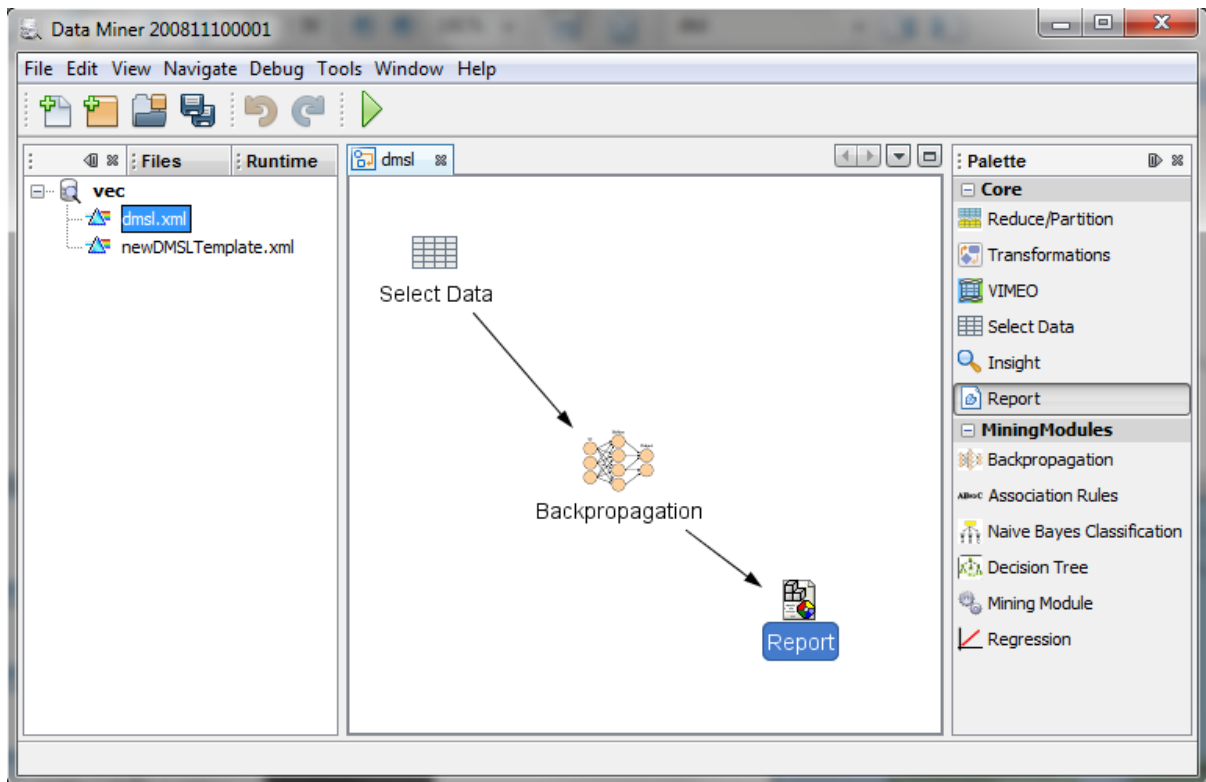 Data Miner 200811100001
File Edit View Navigate Debug Tools Window Help
Files Runtime
vec
dmsl.xml
newDMSLTemplate.xml
dmsl
Select Data
Backpropagation
Report
Palette
Core
Reduce/Partition
Transformations
VIMEO
Select Data
Insight
Report
MiningModules
Backpropagation
Association Rules
Naive Bayes Classification
Decision Tree
Mining Module
Regression